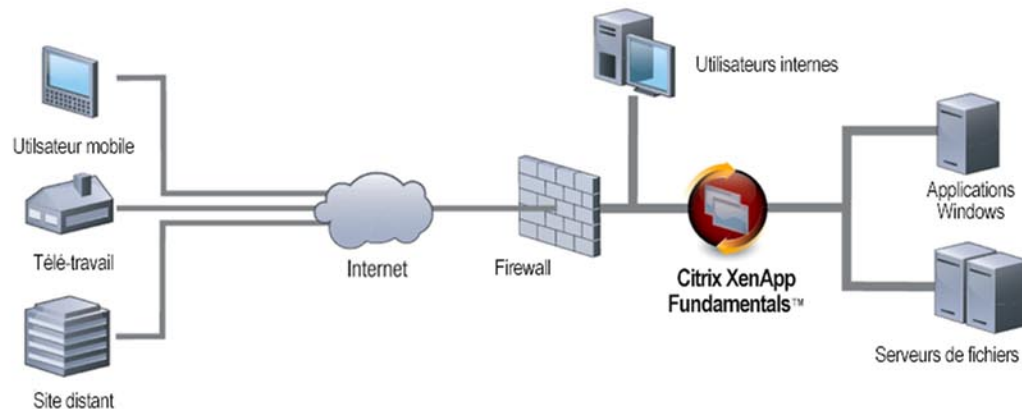 Utilsateur mobile
Télé-travail
Site distant
Internet
Firewall
Utilisateurs internes
Citrix XenApp
Fundamentals™
Applications
Windows
Serveurs de fichiers